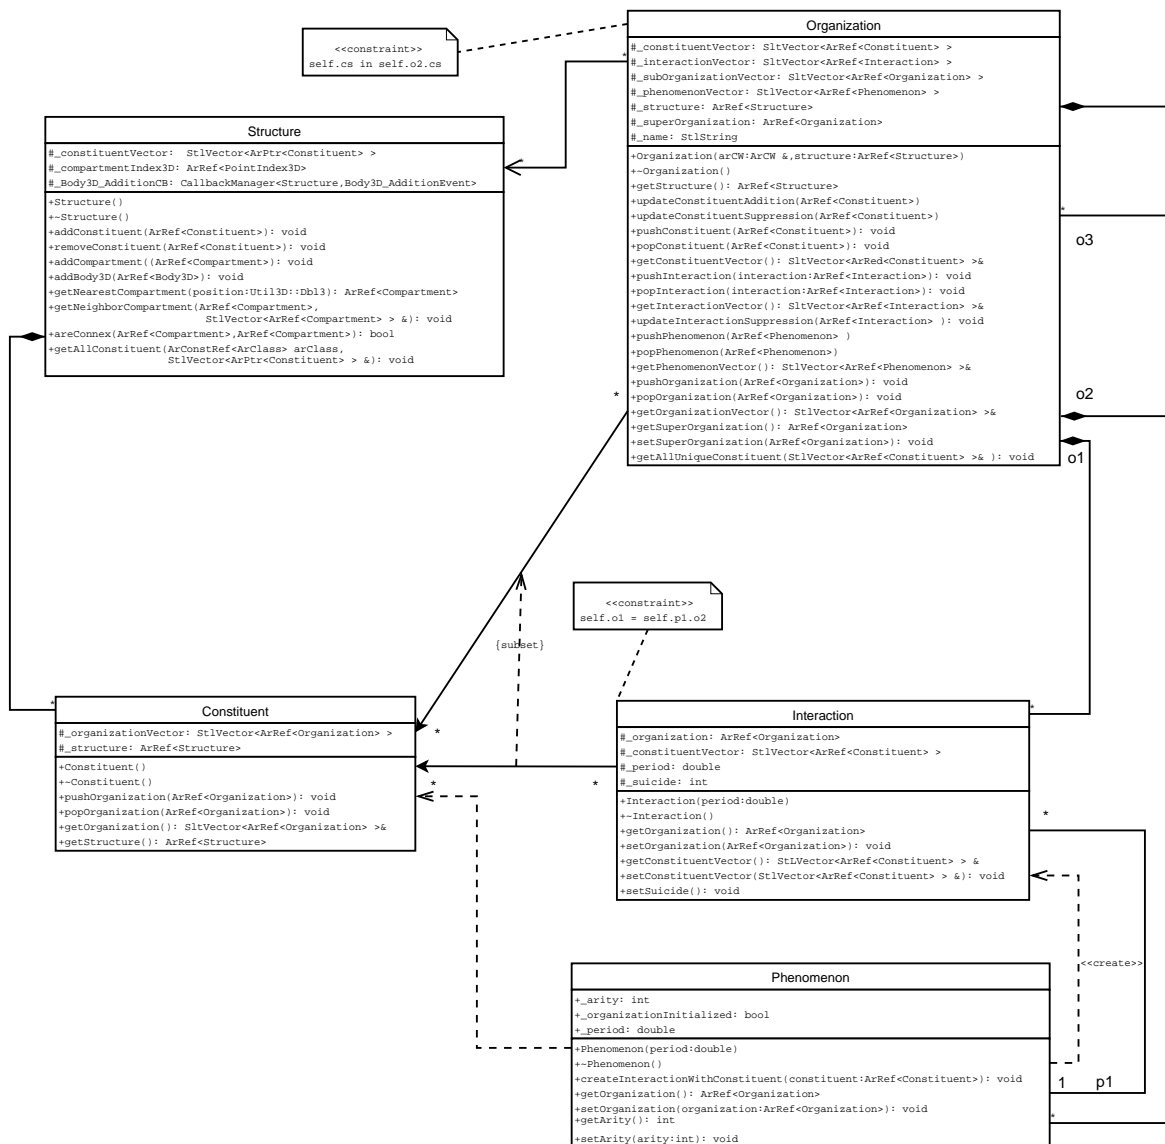 Organization
#_constituentVector: SltVector<ArRef<Constituent> >
#_interactionVector: SltVector<ArRef<Interaction> >
#_subOrganizationVector: SltVector<ArRef<Organization> >
#_phenomenonVector: StlVector<ArRef<Phenomenon> >
#_structure: ArRef<Structure>
#_superOrganization: ArRef<Organization>
#_name: StlString
+Organization(arCW:ArCW &,structure:ArRef<Structure>)
+~Organization()
+getStructure(): ArRef<Structure>
+updateConstituentAddition(ArRef<Constituent>)
+updateConstituentSuppression(ArRef<Constituent>)
+pushConstituent(ArRef<Constituent>): void
+popConstituent(ArRef<Constituent>): void
+getConstituentVector(): SltVector<ArRed<Constituent> >&
+pushInteraction(interaction:ArRef<Interaction>): void
+popInteraction(interaction:ArRef<Interaction>): void
+getInteractionVector(): SltVector<ArRef<Interaction> >&
+updateInteractionSuppression(ArRef<Interaction> ): void
+pushPhenomenon(ArRef<Phenomenon> )
+popPhenomenon(ArRef<Phenomenon>)
+getPhenomenonVector(): StlVector<ArRef<Phenomenon> >&
+pushOrganization(ArRef<Organization>): void
+popOrganization(ArRef<Organization>): void
+getOrganizationVector(): StlVector<ArRef<Organization> >&
+getSuperOrganization(): ArRef<Organization>
+setSuperOrganization(ArRef<Organization>): void
+getAllUniqueConstituent(StlVector<ArRef<Constituent> >& ): void
<<constraint>>
self.cs in self.o2.cs
*
*
*
o3
o2
o1
*
Structure
#_constituentVector:  StlVector<ArPtr<Constituent> >
#_compartmentIndex3D: ArRef<PointIndex3D>
#_Body3D_AdditionCB: CallbackManager<Structure,Body3D_AdditionEvent>
+Structure()
+~Structure()
+addConstituent(ArRef<Constituent>): void
+removeConstituent(ArRef<Constituent>): void
+addCompartment((ArRef<Compartment>): void
+addBody3D(ArRef<Body3D>): void
+getNearestCompartment(position:Util3D::Dbl3): ArRef<Compartment>
+getNeighborCompartment(ArRef<Compartment>,
StlVector<ArRef<Compartment> > &): void
+areConnex(ArRef<Compartment>,ArRef<Compartment>): bool
+getAllConstituent(ArConstRef<ArClass> arClass,
StlVector<ArPtr<Constituent> > &): void
<<constraint>>
self.o1 = self.p1.o2
{subset}
*
Constituent
#_organizationVector: StlVector<ArRef<Organization> >
#_structure: ArRef<Structure>
+Constituent()
+~Constituent()
+pushOrganization(ArRef<Organization>): void
+popOrganization(ArRef<Organization>): void
+getOrganization(): SltVector<ArRef<Organization> >&
+getStructure(): ArRef<Structure>
*
*
*
Interaction
#_organization: ArRef<Organization>
#_constituentVector: StlVector<ArRef<Constituent> >
#_period: double
#_suicide: int
+Interaction(period:double)
+~Interaction()
+getOrganization(): ArRef<Organization>
+setOrganization(ArRef<Organization>): void
+getConstituentVector(): StLVector<ArRef<Constituent> > &
+setConstituentVector(StlVector<ArRef<Constituent> > &): void
+setSuicide(): void
*
*
<<create>>
Phenomenon
+_arity: int
+_organizationInitialized: bool
+_period: double
+Phenomenon(period:double)
+~Phenomenon()
+createInteractionWithConstituent(constituent:ArRef<Constituent>): void
+getOrganization(): ArRef<Organization>
+setOrganization(organization:ArRef<Organization>): void
+getArity(): int
+setArity(arity:int): void
1 p1
*